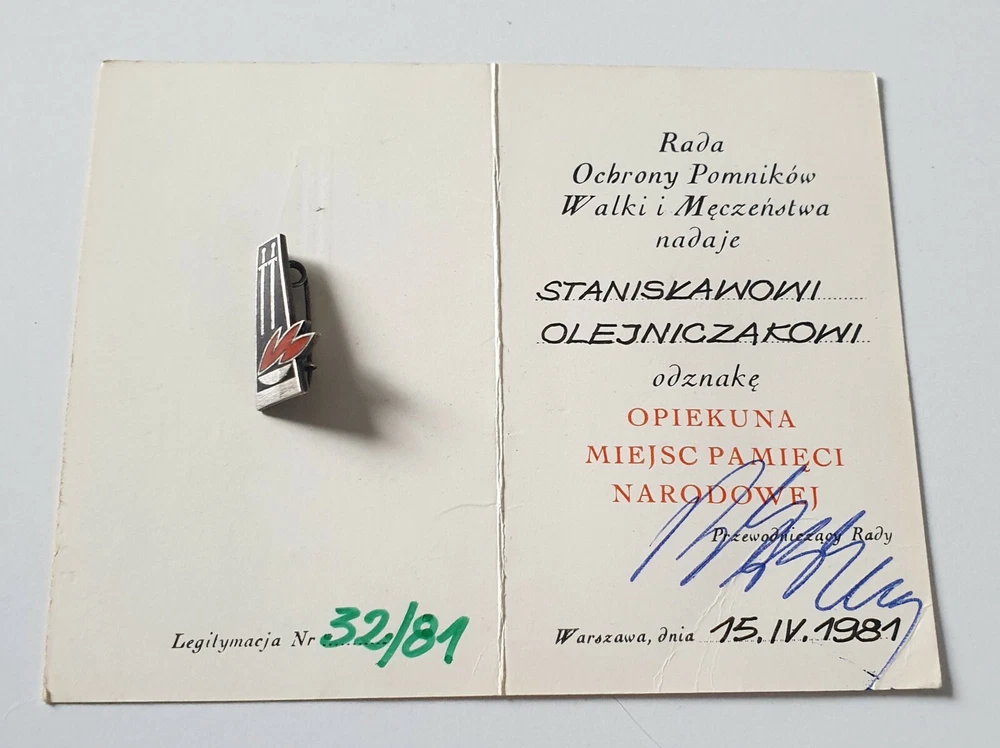 Legitymacja Nr 32/81
Rada
Ochrony Pomników
Walki i Męczeństwa
nadaje
STANISŁAWOWI
OLEJNICZAKOWI
odznakę
OPIEKUNA
MIEJSC PAMIĘCI
NARODOWEJ
Przewodniczący Rady
Warszawa, dnia 15.IV.1981